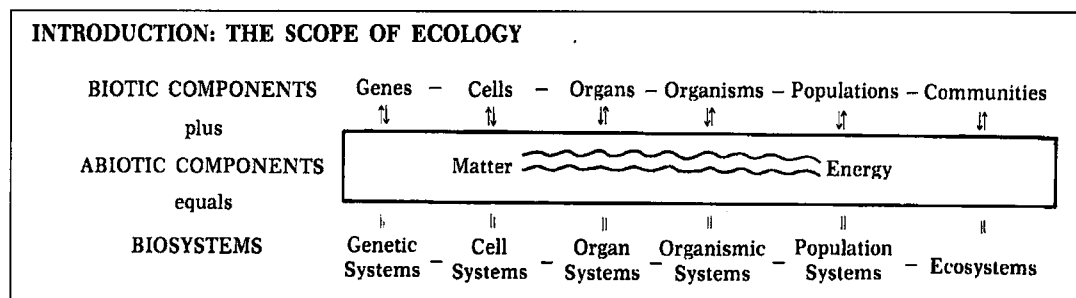 INTRODUCTION: THE SCOPE OF ECOLOGY
BIOTIC COMPONENTS Genes – Cells – Organs – Organisms – Populations – Communities
plus
ABIOTIC COMPONENTS Matter Energy
equals
BIOSYSTEMS Genetic Systems – Cell Systems – Organ Systems – Organismic Systems – Population Systems – Ecosystems